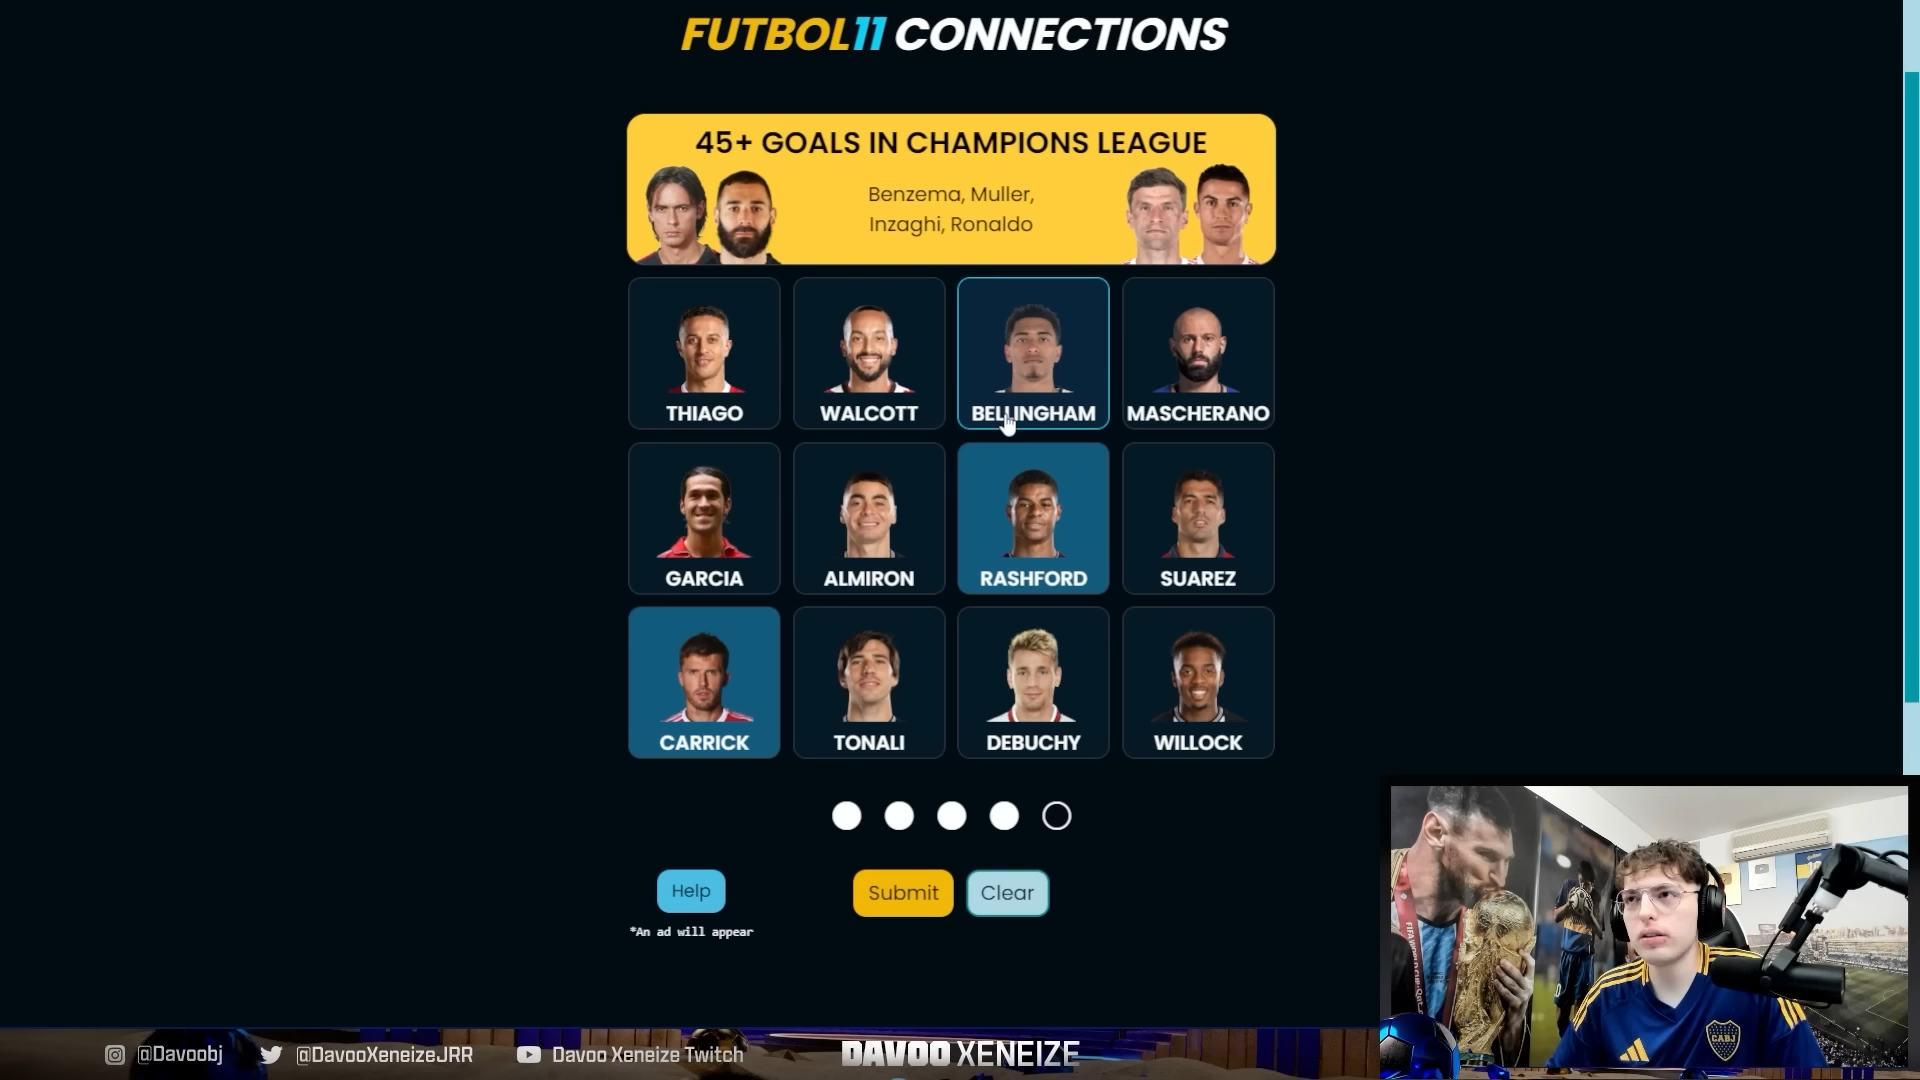 FUTBOL11 CONNECTIONS
45+ GOALS IN CHAMPIONS LEAGUE
Benzema, Muller,
Inzaghi, Ronaldo
THIAGO
WALCOTT
BELLINGHAM
MASCHERANO
GARCIA
ALMIRON
RASHFORD
SUAREZ
CARRICK
TONALI
DEBUCHY
WILLOCK
Help
Submit
Clear
*An ad will appear
CABJ
@Davoobj
@DavooXeneizeJRR
Davoo Xeneize Twitch
DAVOO XENEIZE